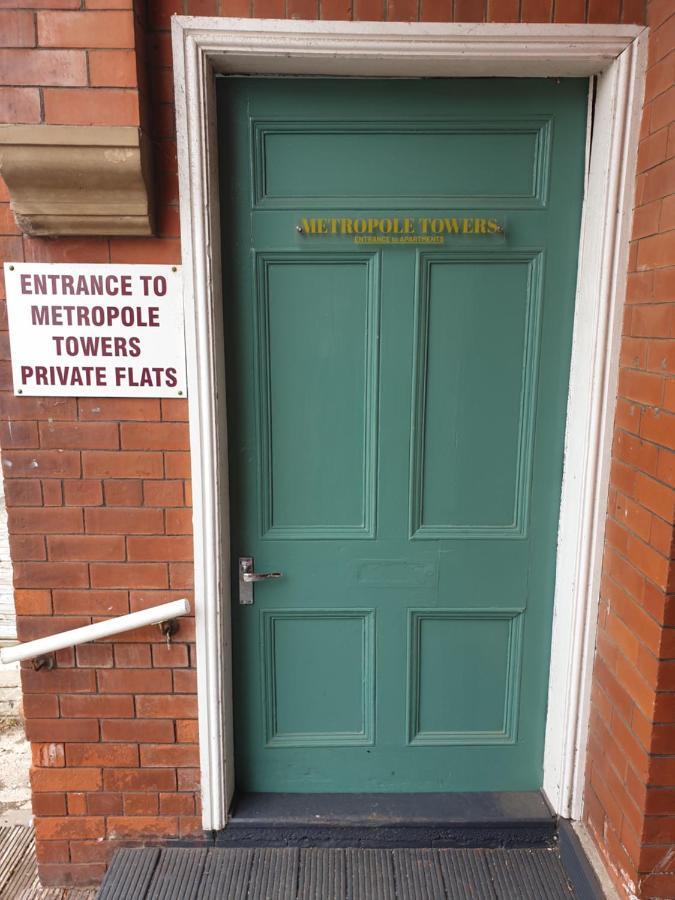 METROPOLE TOWERS
ENTRANCE to APARTMENTS
ENTRANCE TO
METROPOLE
TOWERS
PRIVATE FLATS